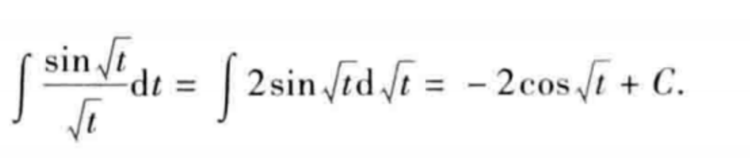 ∫ sin√t/√t dt = ∫ 2sin√t d√t = − 2cos√t + C.